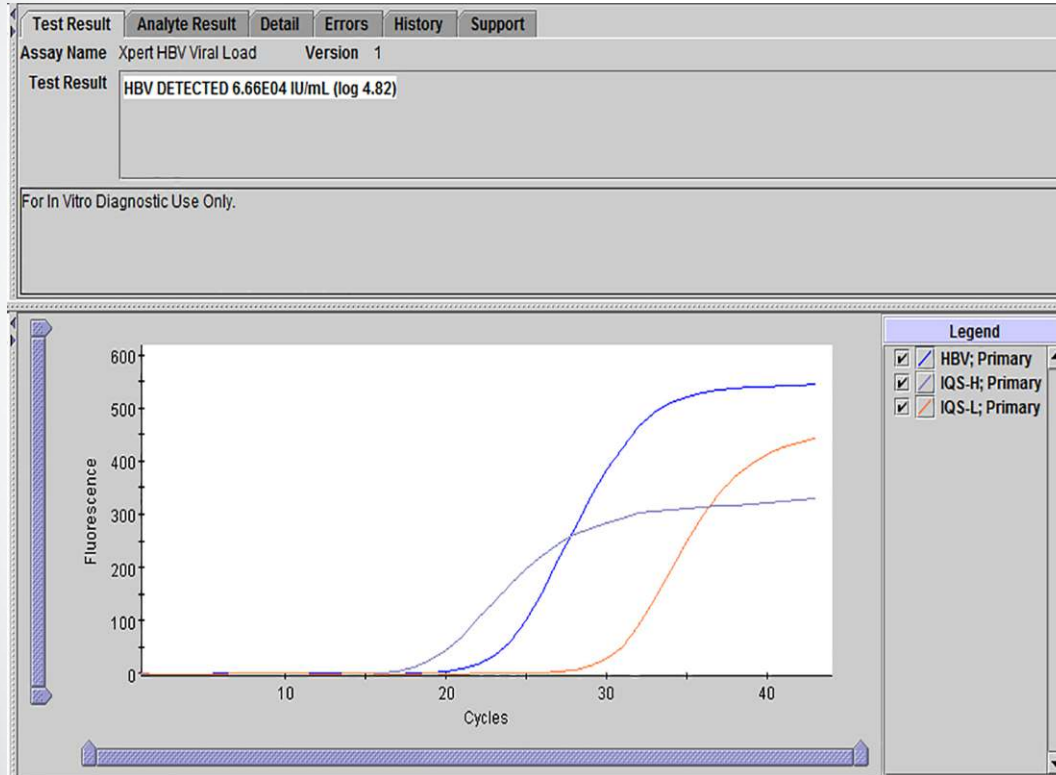 Test Result Analyte Result Detail Errors History Support
Assay Name Xpert HBV Viral Load Version 1
Test Result HBV DETECTED 6.66E04 IU/mL (log 4.82)
For In Vitro Diagnostic Use Only.
600
500
400
300
200
100
0
Fluorescence
10 20 30 40
Cycles
Legend
HBV; Primary
IQS-H; Primary
IQS-L; Primary